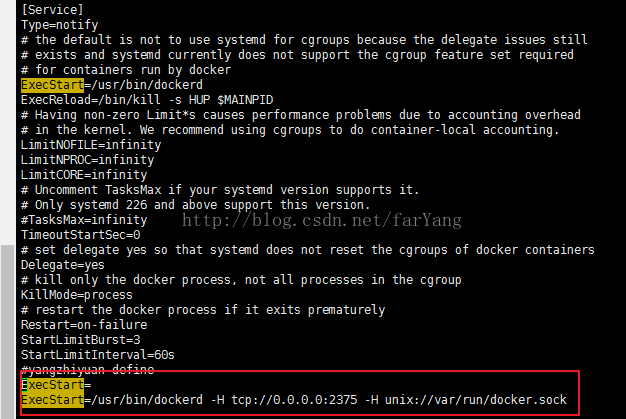 [Service]
Type=notify
# the default is not to use systemd for cgroups because the delegate issues still
# exists and systemd currently does not support the cgroup feature set required
# for containers run by docker
ExecStart=/usr/bin/dockerd
ExecReload=/bin/kill -s HUP $MAINPID
# Having non-zero Limit*s causes performance problems due to accounting overhead
# in the kernel. We recommend using cgroups to do container-local accounting.
LimitNOFILE=infinity
LimitNPROC=infinity
LimitCORE=infinity
# Uncomment TasksMax if your systemd version supports it.
# Only systemd 226 and above support this version.
#TasksMax=infinity
http://blog.csdn.net/farYang
TimeoutStartSec=0
# set delegate yes so that systemd does not reset the cgroups of docker containers
Delegate=yes
# kill only the docker process, not all processes in the cgroup
KillMode=process
# restart the docker process if it exits prematurely
Restart=on-failure
StartLimitBurst=3
StartLimitInterval=60s
#yangzhiyuan define
ExecStart=
ExecStart=/usr/bin/dockerd -H tcp://0.0.0.0:2375 -H unix://var/run/docker.sock